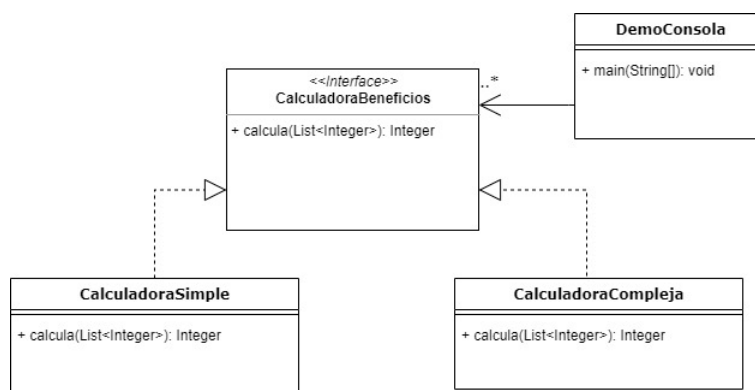 DemoConsola
+ main(String[]): void
<<Interface>>
CalculadoraBeneficios
..*
+ calcula(List<Integer>): Integer
CalculadoraSimple
+ calcula(List<Integer>): Integer
CalculadoraCompleja
+ calcula(List<Integer>): Integer